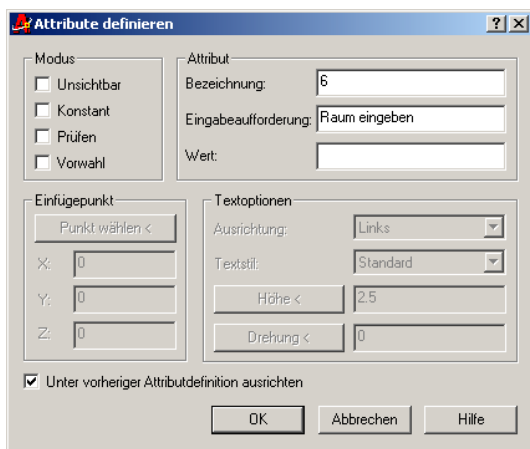 Attribute definieren
Modus
Unsichtbar
Konstant
Prüfen
Vorwahl
Attribut
Bezeichnung: 6
Eingabeaufforderung: Raum eingeben
Wert:
Einfügepunkt
Punkt wählen <
X: 0
Y: 0
Z: 0
Textoptionen
Ausrichtung: Links
Textstil: Standard
Höhe < 2.5
Drehung < 0
Unter vorheriger Attributdefinition ausrichten
OK Abbrechen Hilfe